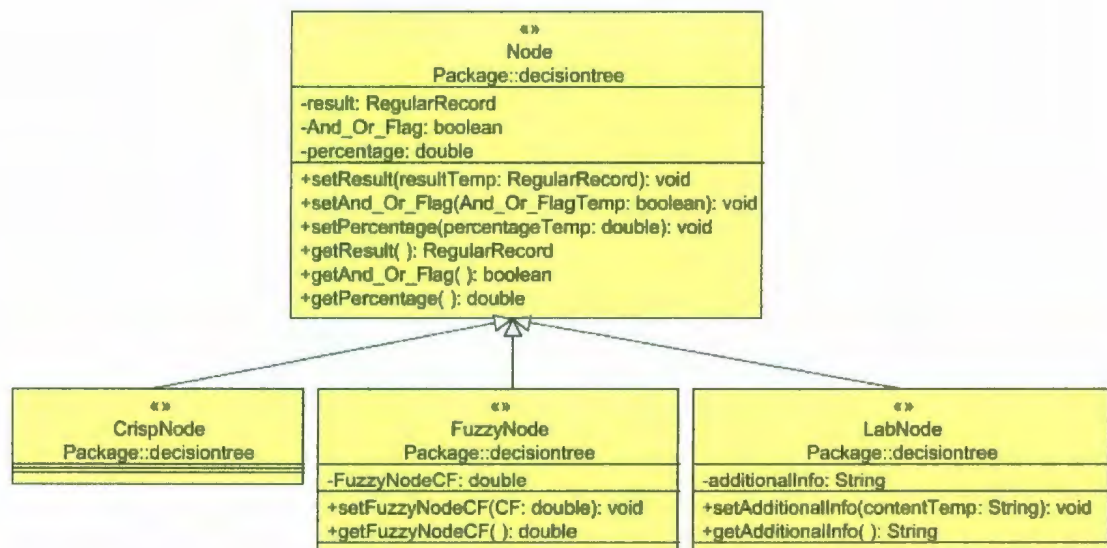 «»
Node
Package::decisiontree
-result: RegularRecord
-And_Or_Flag: boolean
-percentage: double
+setResult(resultTemp: RegularRecord): void
+setAnd_Or_Flag(And_Or_FlagTemp: boolean): void
+setPercentage(percentageTemp: double): void
+getResult( ): RegularRecord
+getAnd_Or_Flag( ): boolean
+getPercentage( ): double
«»
CrispNode
Package::decisiontree
«»
FuzzyNode
Package::decisiontree
-FuzzyNodeCF: double
+setFuzzyNodeCF(CF: double): void
+getFuzzyNodeCF( ): double
«»
LabNode
Package::decisiontree
-additionalInfo: String
+setAdditionalInfo(contentTemp: String): void
+getAdditionalInfo( ): String